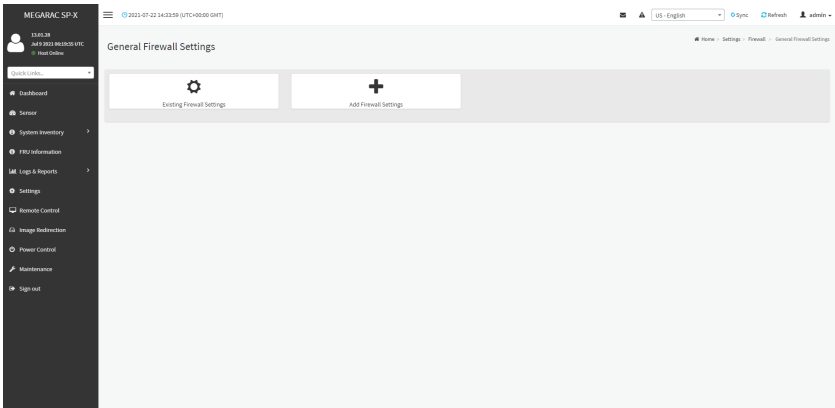 MEGARAC SP-X
2021-07-22 14:33:59 (UTC+00:00 GMT)
US - English
Sync
Refresh
admin
13.01.28
Jul 9 2021 06:19:35 UTC
Host Online
Quick Links...
Dashboard
Sensor
System Inventory
FRU Information
Logs & Reports
Settings
Remote Control
Image Redirection
Power Control
Maintenance
Sign out
General Firewall Settings
Home > Settings > Firewall > General Firewall Settings
Existing Firewall Settings
Add Firewall Settings